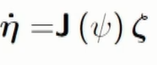 η̇ = J (ψ) ζ